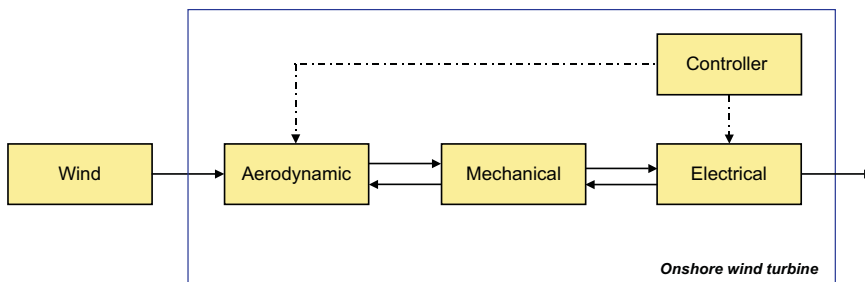 Controller
Wind
Aerodynamic
Mechanical
Electrical
Onshore wind turbine